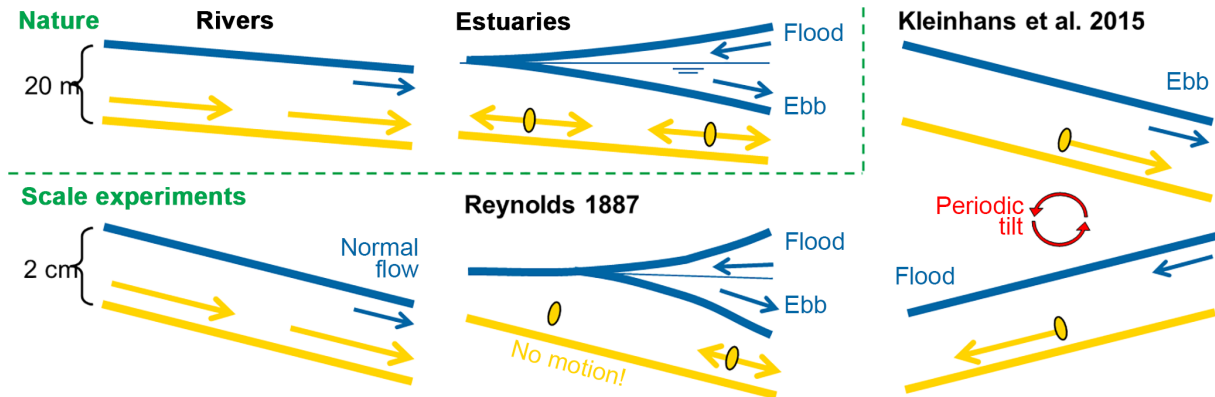 Nature
Rivers
20 m
Estuaries
Flood
Ebb
Scale experiments
2 cm
Normal
flow
Reynolds 1887
Flood
Ebb
No motion!
Kleinhans et al. 2015
Ebb
Periodic
tilt
Flood